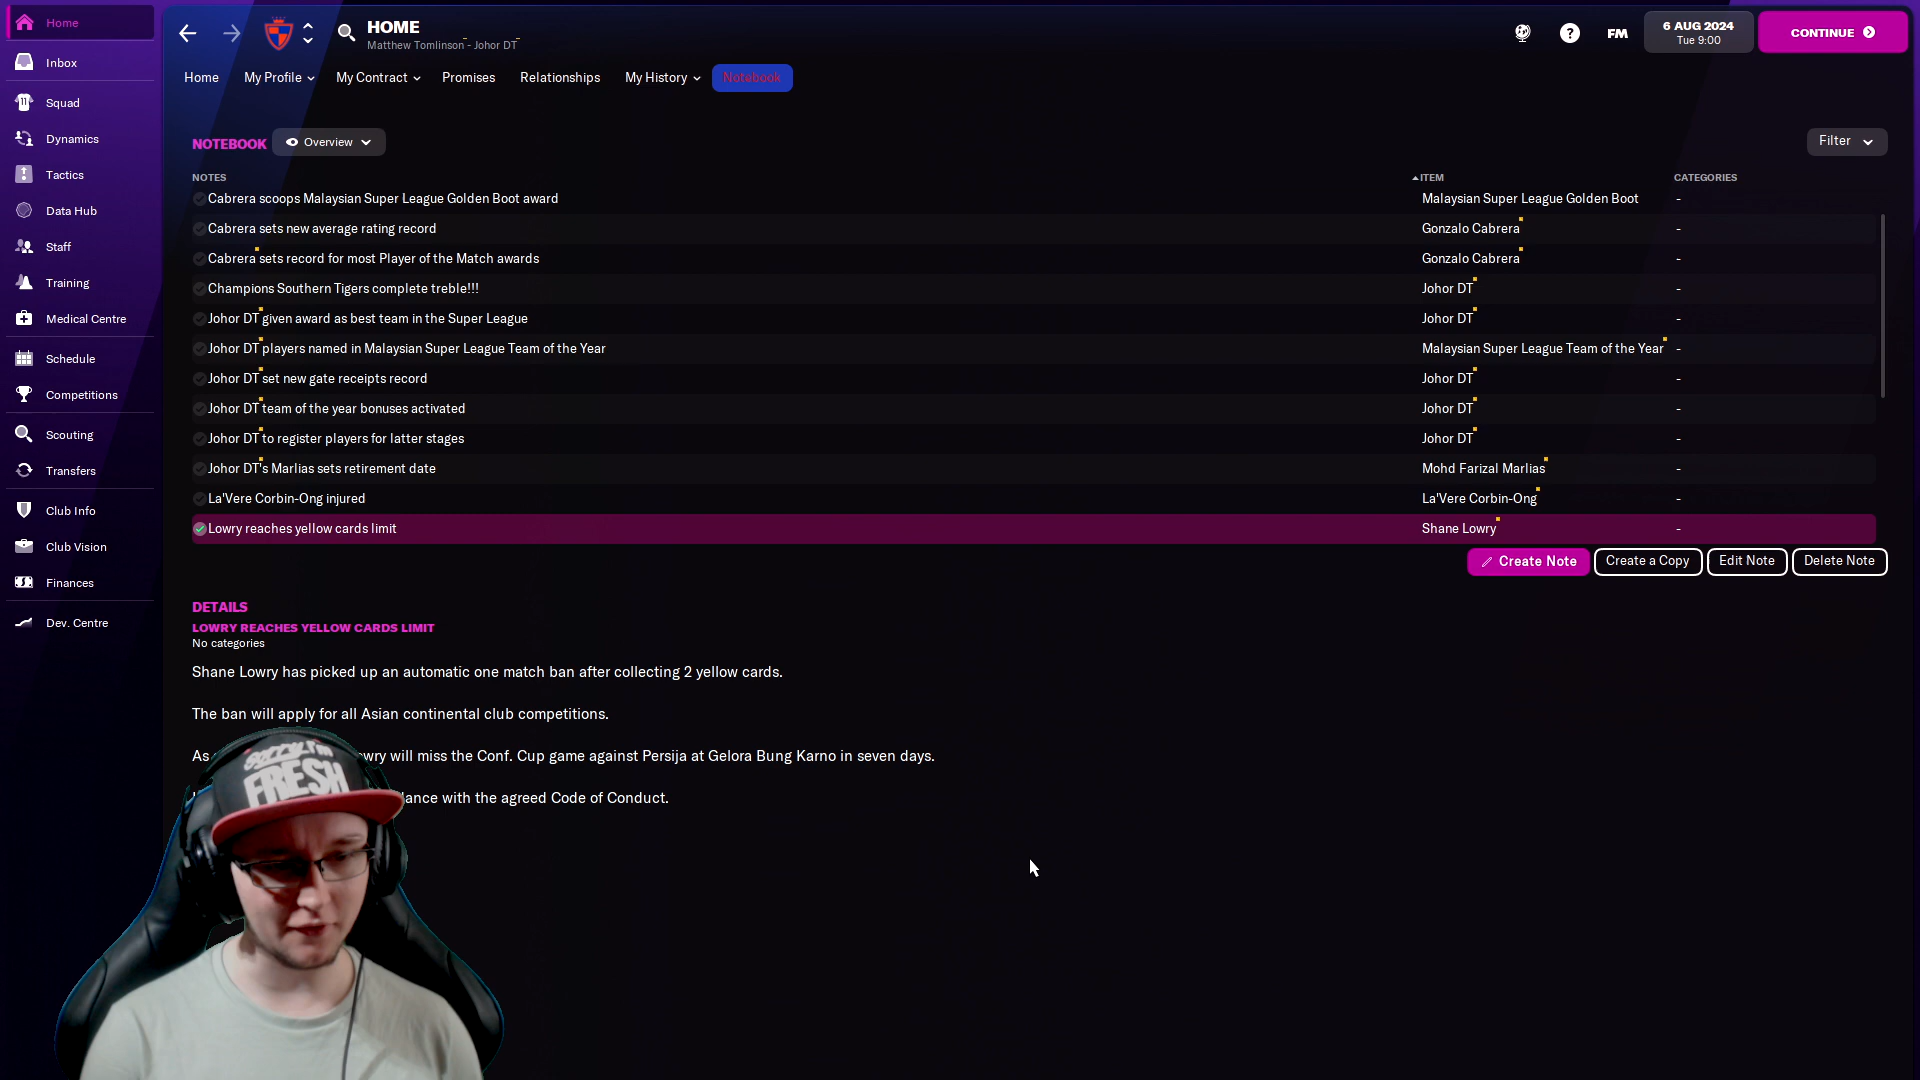 Home
HOME
Matthew Tomlinson - Johor DT
FM
6 AUG 2024
Tue 9:00
CONTINUE
Inbox
Squad
Dynamics
Tactics
Data Hub
Staff
Training
Medical Centre
Schedule
Competitions
Scouting
Transfers
Club Info
Club Vision
Finances
Dev. Centre
Home My Profile My Contract Promises Relationships My History Notebook
NOTEBOOK Overview Filter
NOTES ITEM CATEGORIES
Cabrera scoops Malaysian Super League Golden Boot award Malaysian Super League Golden Boot -
Cabrera sets new average rating record Gonzalo Cabrera -
Cabrera sets record for most Player of the Match awards Gonzalo Cabrera -
Champions Southern Tigers complete treble!!! Johor DT -
Johor DT given award as best team in the Super League Johor DT -
Johor DT players named in Malaysian Super League Team of the Year Malaysian Super League Team of the Year -
Johor DT set new gate receipts record Johor DT -
Johor DT team of the year bonuses activated Johor DT -
Johor DT to register players for latter stages Johor DT -
Johor DT's Marlias sets retirement date Mohd Farizal Marlias -
La'Vere Corbin-Ong injured La'Vere Corbin-Ong -
Lowry reaches yellow cards limit Shane Lowry -
Create Note Create a Copy Edit Note Delete Note
DETAILS
LOWRY REACHES YELLOW CARDS LIMIT
No categories
Shane Lowry has picked up an automatic one match ban after collecting 2 yellow cards.
The ban will apply for all Asian continental club competitions.
As wry will miss the Conf. Cup game against Persija at Gelora Bung Karno in seven days.
dance with the agreed Code of Conduct.
FRESH